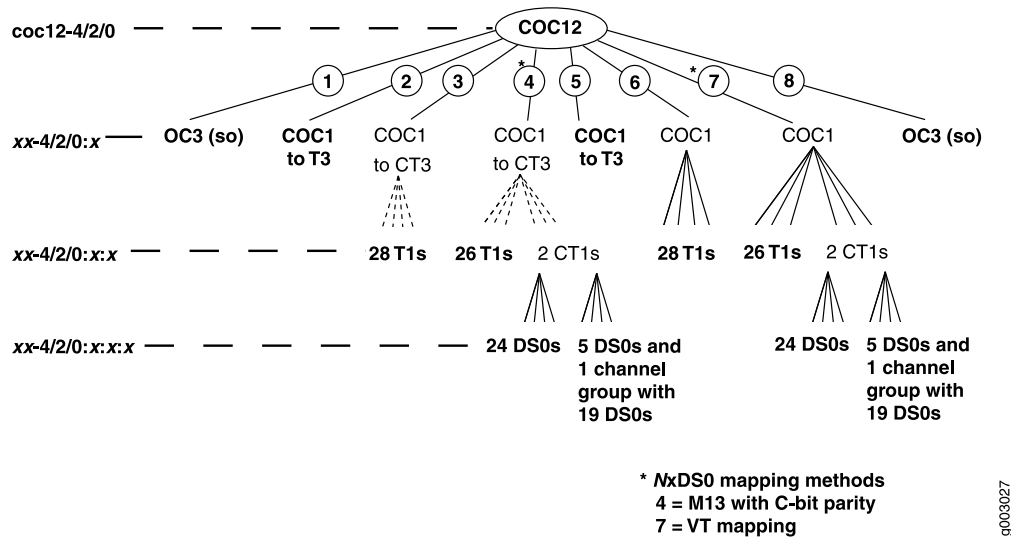 coc12-4/2/0
COC12
1 2 3 *4 5 6 *7 8
xx-4/2/0:x
OC3 (so)
COC1
to T3
COC1
to CT3
COC1
to CT3
COC1
to T3
COC1
COC1
OC3 (so)
xx-4/2/0:x:x
28 T1s 26 T1s 2 CT1s 28 T1s 26 T1s 2 CT1s
xx-4/2/0:x:x:x
24 DS0s
5 DS0s and
1 channel
group with
19 DS0s
24 DS0s
5 DS0s and
1 channel
group with
19 DS0s
* NxDS0 mapping methods
4 = M13 with C-bit parity
7 = VT mapping
g003027